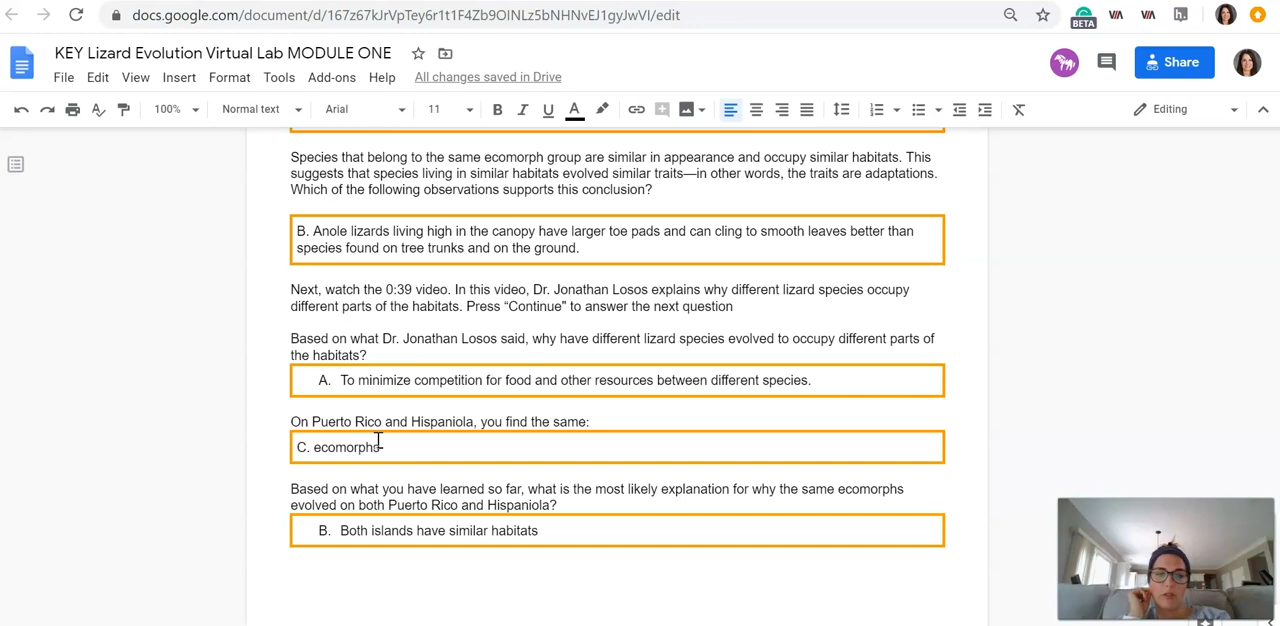 docs.google.com/document/d/167z67kJrVpTey6r1t1F4Zb9OINLz5bNHNvEJ1gyJwVI/edit
BETA
KEY Lizard Evolution Virtual Lab MODULE ONE
File Edit View Insert Format Tools Add-ons Help All changes saved in Drive
Share
100% Normal text Arial 11 B I U A Editing
Species that belong to the same ecomorph group are similar in appearance and occupy similar habitats. This
suggests that species living in similar habitats evolved similar traits—in other words, the traits are adaptations.
Which of the following observations supports this conclusion?
B. Anole lizards living high in the canopy have larger toe pads and can cling to smooth leaves better than
species found on tree trunks and on the ground.
Next, watch the 0:39 video. In this video, Dr. Jonathan Losos explains why different lizard species occupy
different parts of the habitats. Press “Continue" to answer the next question
Based on what Dr. Jonathan Losos said, why have different lizard species evolved to occupy different parts of
the habitats?
A. To minimize competition for food and other resources between different species.
On Puerto Rico and Hispaniola, you find the same:
C. ecomorphs
Based on what you have learned so far, what is the most likely explanation for why the same ecomorphs
evolved on both Puerto Rico and Hispaniola?
B. Both islands have similar habitats